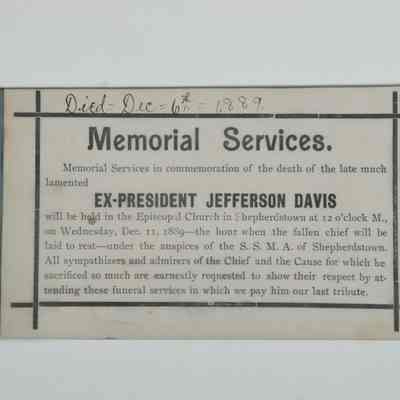 Died = Dec = 6th = 1889.
Memorial Services.
Memorial Services in commemoration of the death of the late much
lamented
EX-PRESIDENT JEFFERSON DAVIS
will be held in the Episcopal Church in Shepherdstown at 12 o'clock M.,
on Wednesday, Dec. 11, 1889—the hour when the fallen chief will be
laid to rest—under the auspices of the S. S. M. A. of Shepherdstown.
All sympathizers and admirers of the Chief and the Cause for which he
sacrificed so much are earnestly requested to show their respect by at-
tending these funeral services in which we pay him our last tribute.